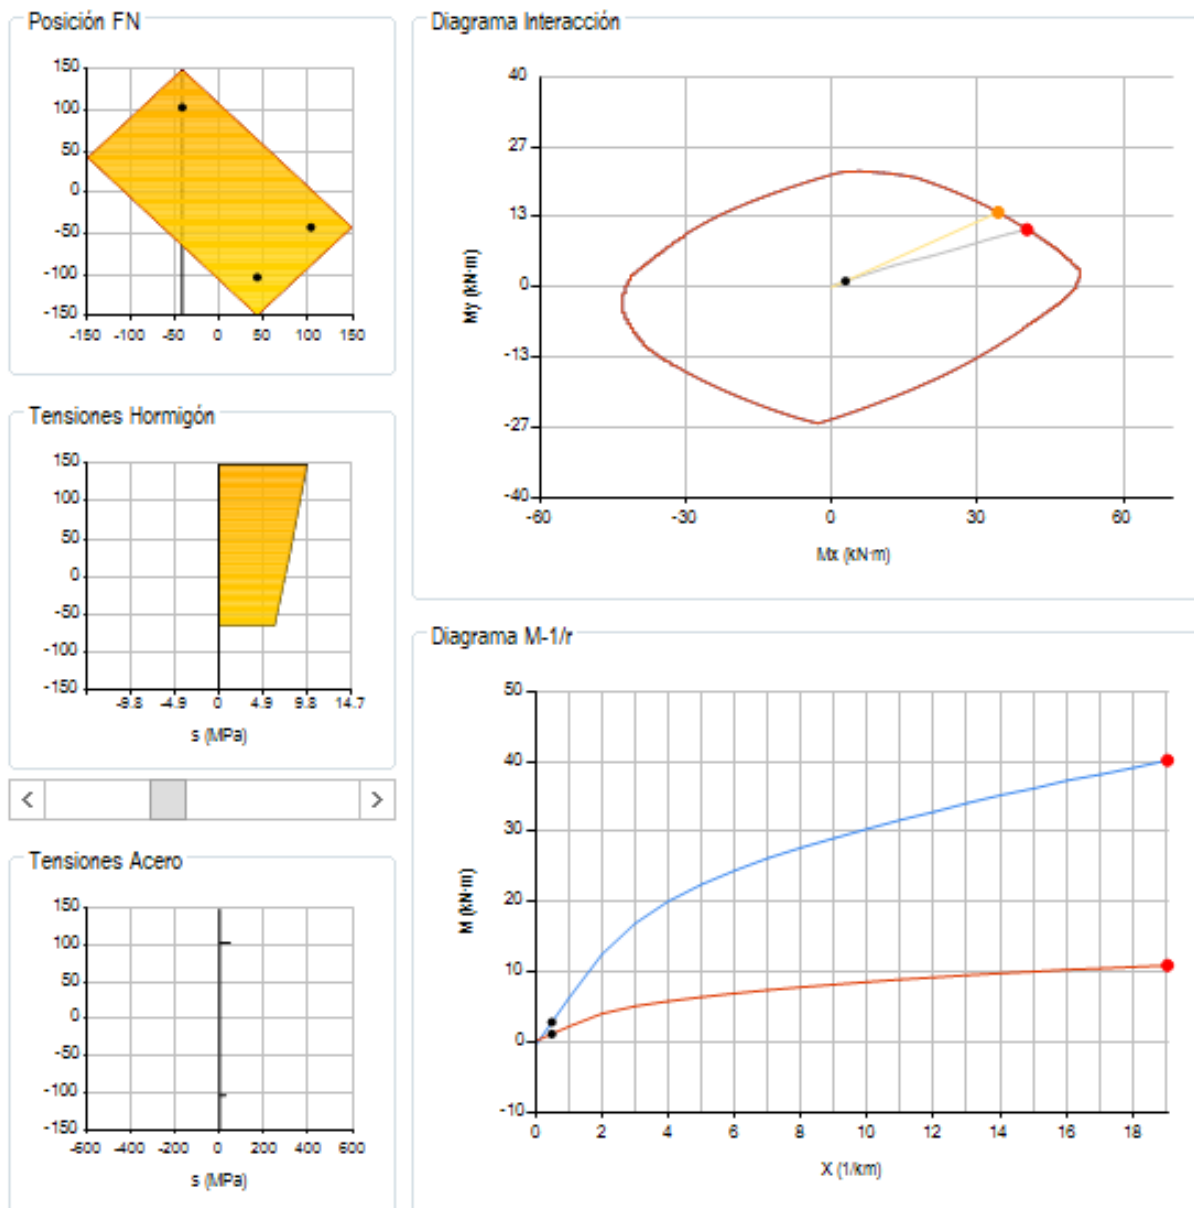 Posición FN
150
100
50
0
-50
-100
-150
-150 -100 -50 0 50 100 150
Tensiones Hormigón
150
100
50
0
-50
-100
-150
-9.8 -4.9 0 4.9 9.8 14.7
s (MPa)
Tensiones Acero
150
100
50
0
-50
-100
-150
-600 -400 -200 0 200 400 600
s (MPa)
Diagrama Interacción
40
27
13
0
-13
-27
-40
My (kN·m)
-60 -30 0 30 60
Mx (kN·m)
Diagrama M-1/r
50
40
30
20
10
0
-10
M (kN·m)
0 2 4 6 8 10 12 14 16 18
X (1/km)